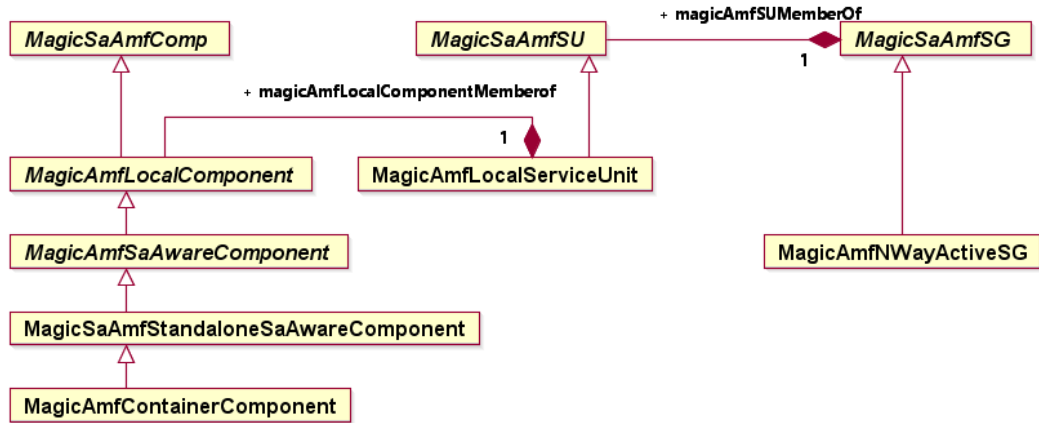 + magicAmfSUMemberOf
MagicSaAmfComp
MagicSaAmfSU
MagicSaAmfSG
1
+ magicAmfLocalComponentMemberof
1
MagicAmfLocalComponent
MagicAmfLocalServiceUnit
MagicAmfSaAwareComponent
MagicAmfNWayActiveSG
MagicSaAmfStandaloneSaAwareComponent
MagicAmfContainerComponent